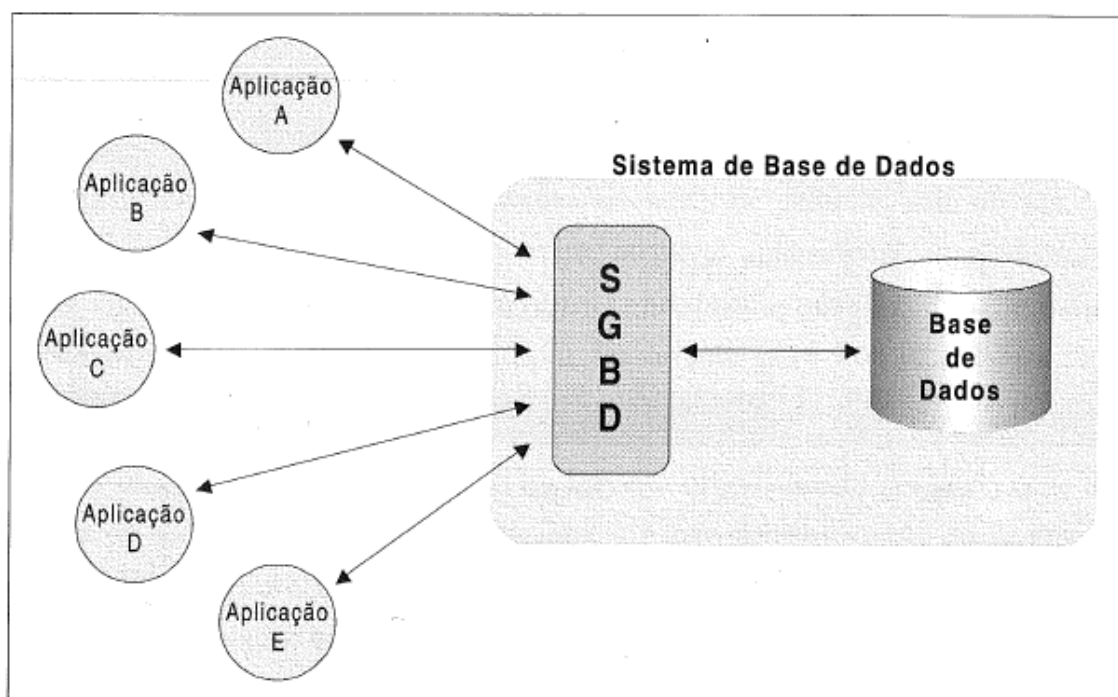 Aplicação
A
Aplicação
B
Aplicação
C
Aplicação
D
Aplicação
E
Sistema de Base de Dados
S
G
B
D
Base
de
Dados